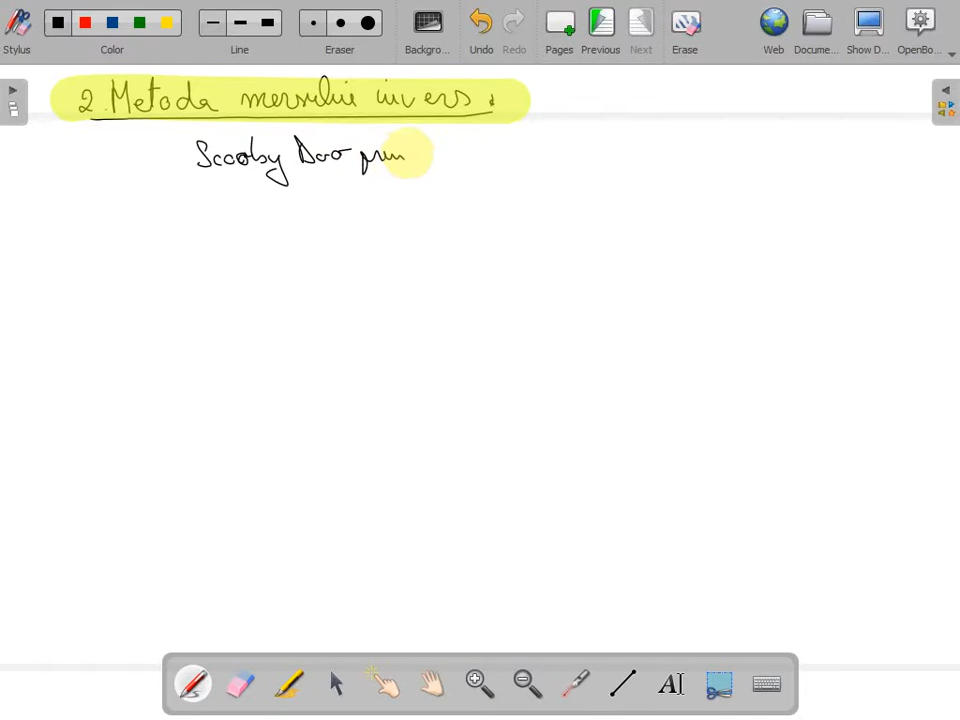 Stylus
Color
Line
Eraser
Backgro...
Undo
Redo
Pages
Previous
Next
Erase
Web
Docume...
Show D...
OpenBo...
2. Metoda mersului invers.
Scooby Doo
A